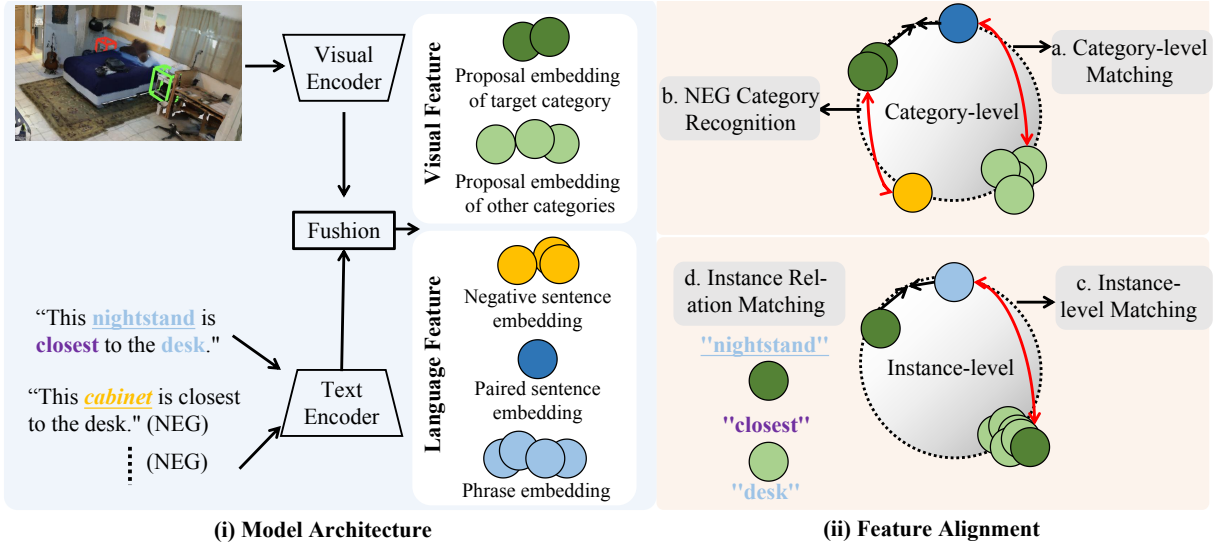 Visual
Encoder
Fushion
“This nightstand is
closest to the desk."
“This cabinet is closest
to the desk." (NEG)
(NEG)
Text
Encoder
Visual Feature
Proposal embedding
of target category
Proposal embedding
of other categories
Language Feature
Negative sentence
embedding
Paired sentence
embedding
Phrase embedding
(i) Model Architecture
a. Category-level
Matching
b. NEG Category
Recognition
Category-level
d. Instance Rel-
ation Matching
c. Instance-
level Matching
"nightstand"
"closest"
"desk"
Instance-level
(ii) Feature Alignment